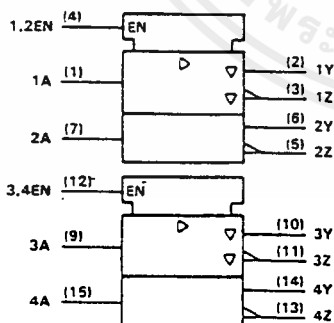 1,2EN (4) EN
1A (1) (2) 1Y
(3) 1Z
2A (7) (6) 2Y
(5) 2Z
3,4EN (12) EN
3A (9) (10) 3Y
(11) 3Z
4A (15) (14) 4Y
(13) 4Z